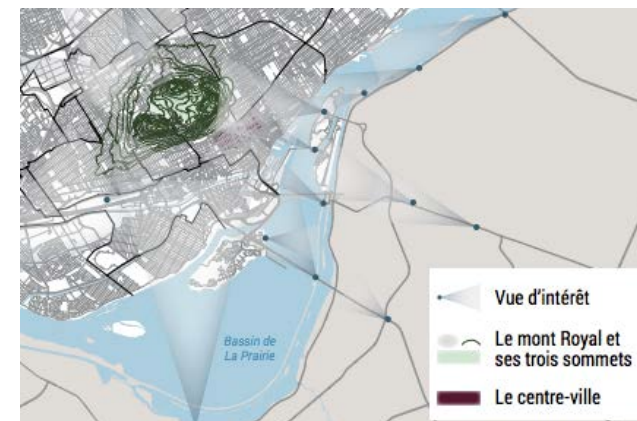 Bassin de
La Prairie
Vue d'intérêt
Le mont Royal et
ses trois sommets
Le centre-ville